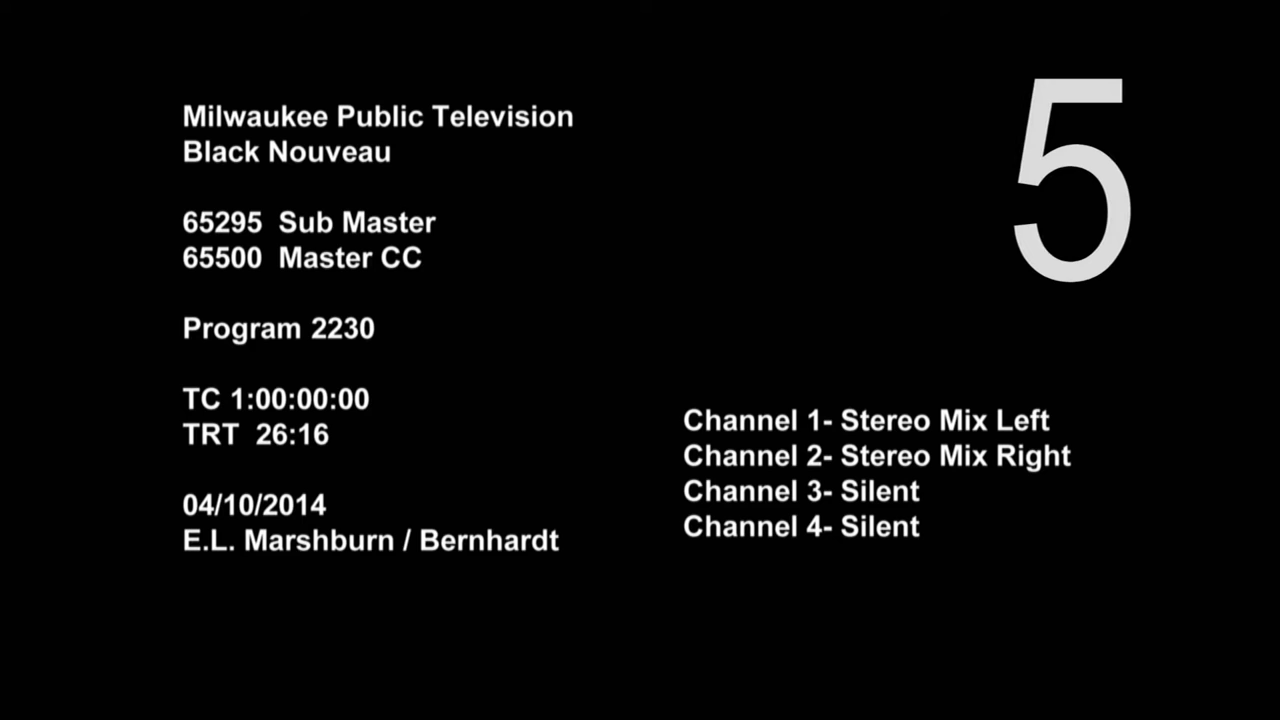 Milwaukee Public Television
Black Nouveau
65295 Sub Master
65500 Master CC
Program 2230
TC 1:00:00:00
TRT 26:16
04/10/2014
E.L. Marshburn / Bernhardt
5
Channel 1- Stereo Mix Left
Channel 2- Stereo Mix Right
Channel 3- Silent
Channel 4- Silent